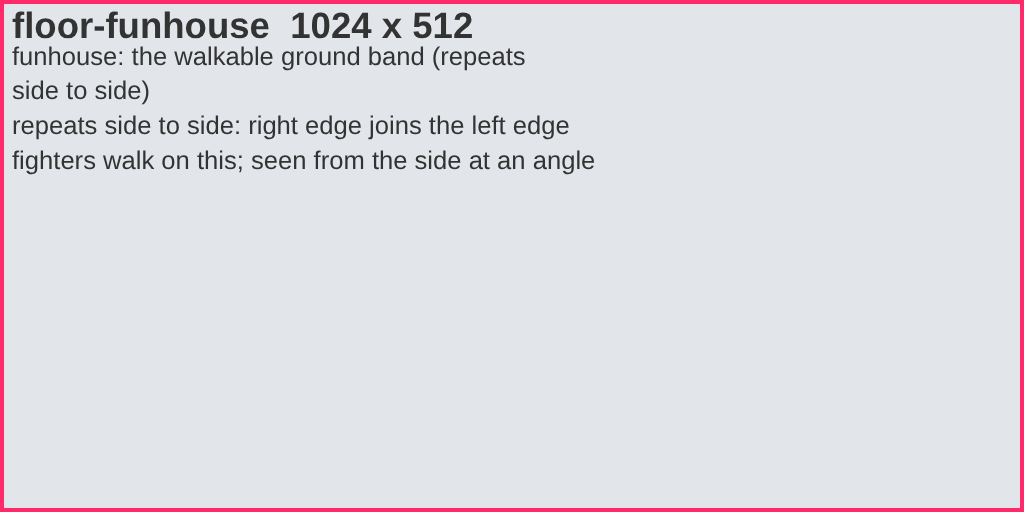 floor-funhouse 1024 x 512
funhouse: the walkable ground band (repeats
side to side)
repeats side to side: right edge joins the left edge
fighters walk on this; seen from the side at an angle